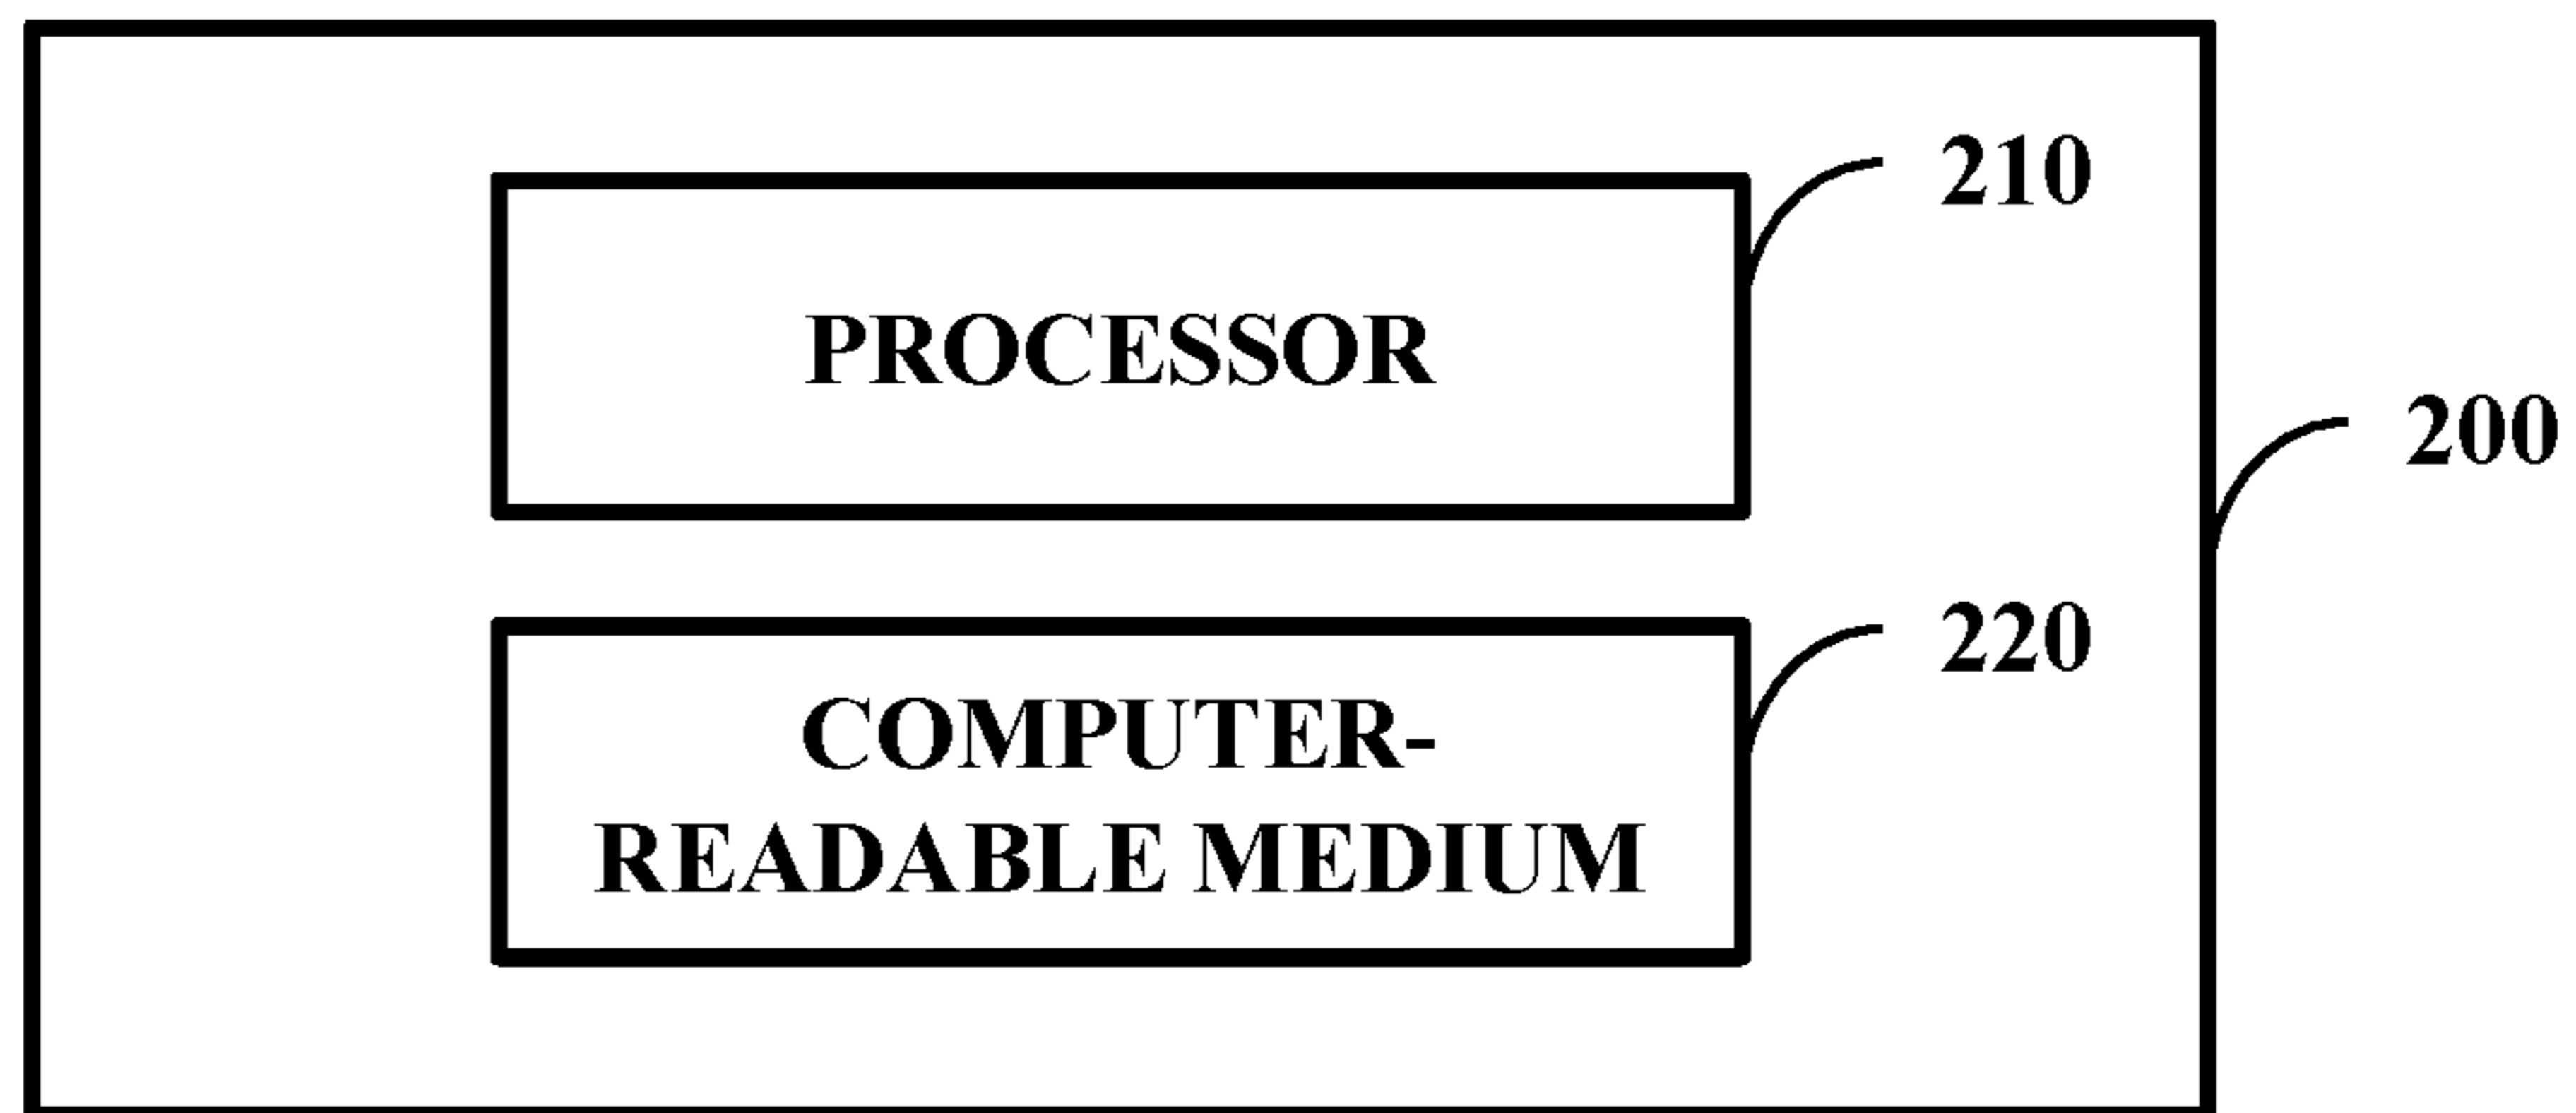 210
PROCESSOR
200
220
COMPUTER-
READABLE MEDIUM